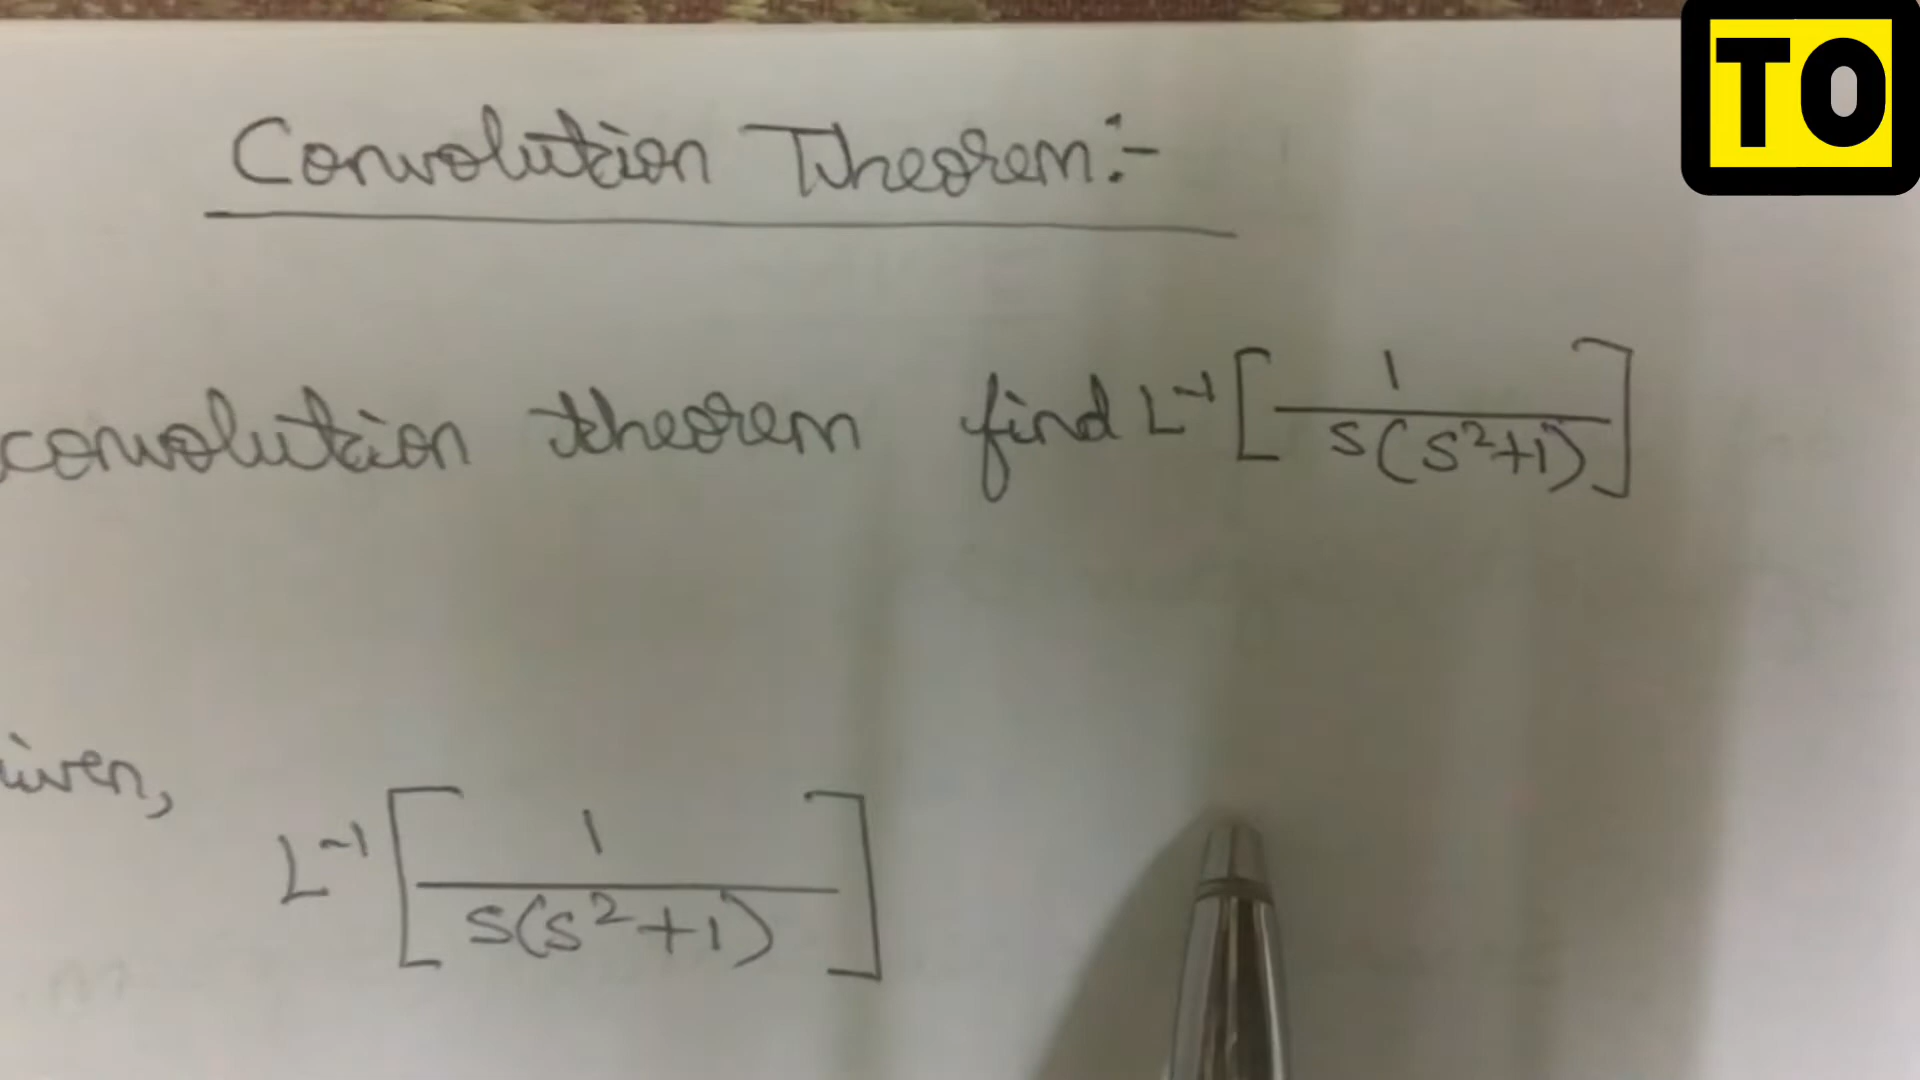 TO
Convolution Theorem:-
convolution theorem find L⁻¹[1/s(s²+1)]
iven,
L⁻¹[1/s(s²+1)]